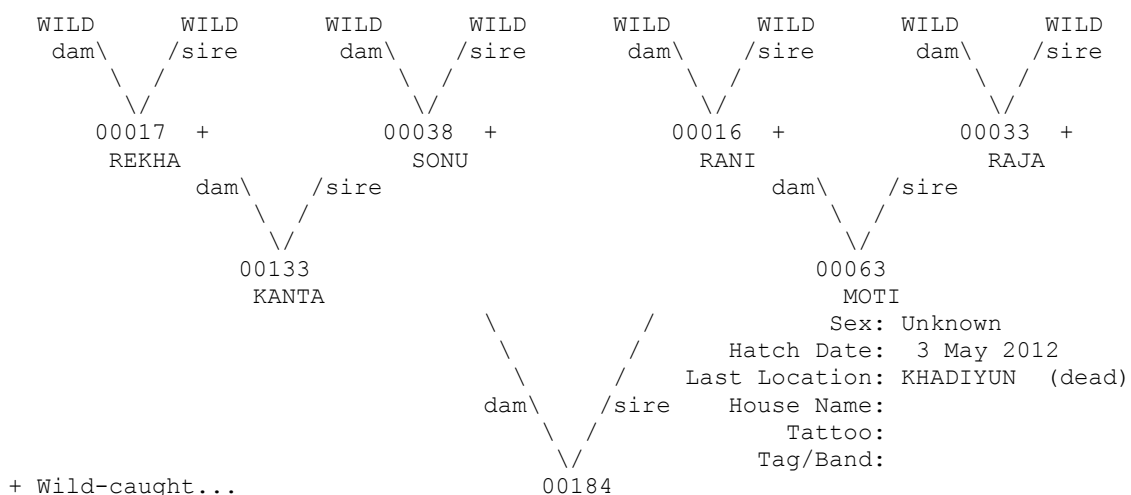 WILD WILD WILD WILD WILD WILD WILD WILD
dam\ /sire dam\ /sire dam\ /sire dam\ /sire
\ / \ / \ / \ /
\/ \/ \/ \/
00017 + 00038 + 00016 + 00033 +
REKHA SONU RANI RAJA
dam\ /sire dam\ /sire
\ / \ /
\/ \/
00133 00063
KANTA MOTI
\ / Sex: Unknown
\ / Hatch Date: 3 May 2012
\ / Last Location: KHADIYUN (dead)
dam\ /sire House Name:
\ / Tattoo:
\/ Tag/Band:
+ Wild-caught... 00184